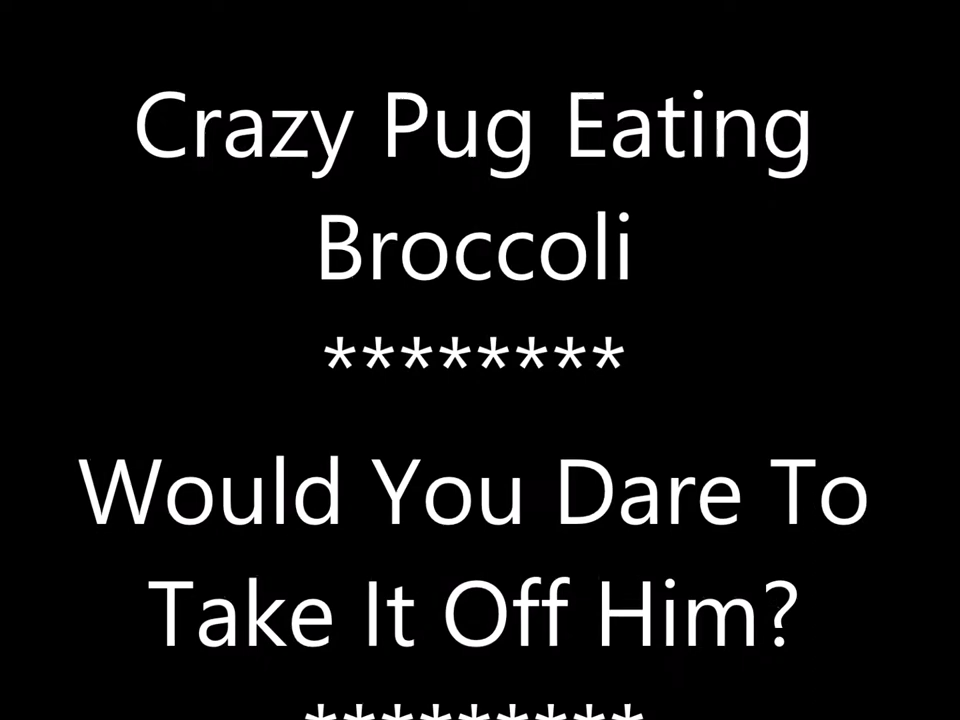 Crazy Pug Eating
Broccoli
********
Would You Dare To
Take It Off Him?
*********